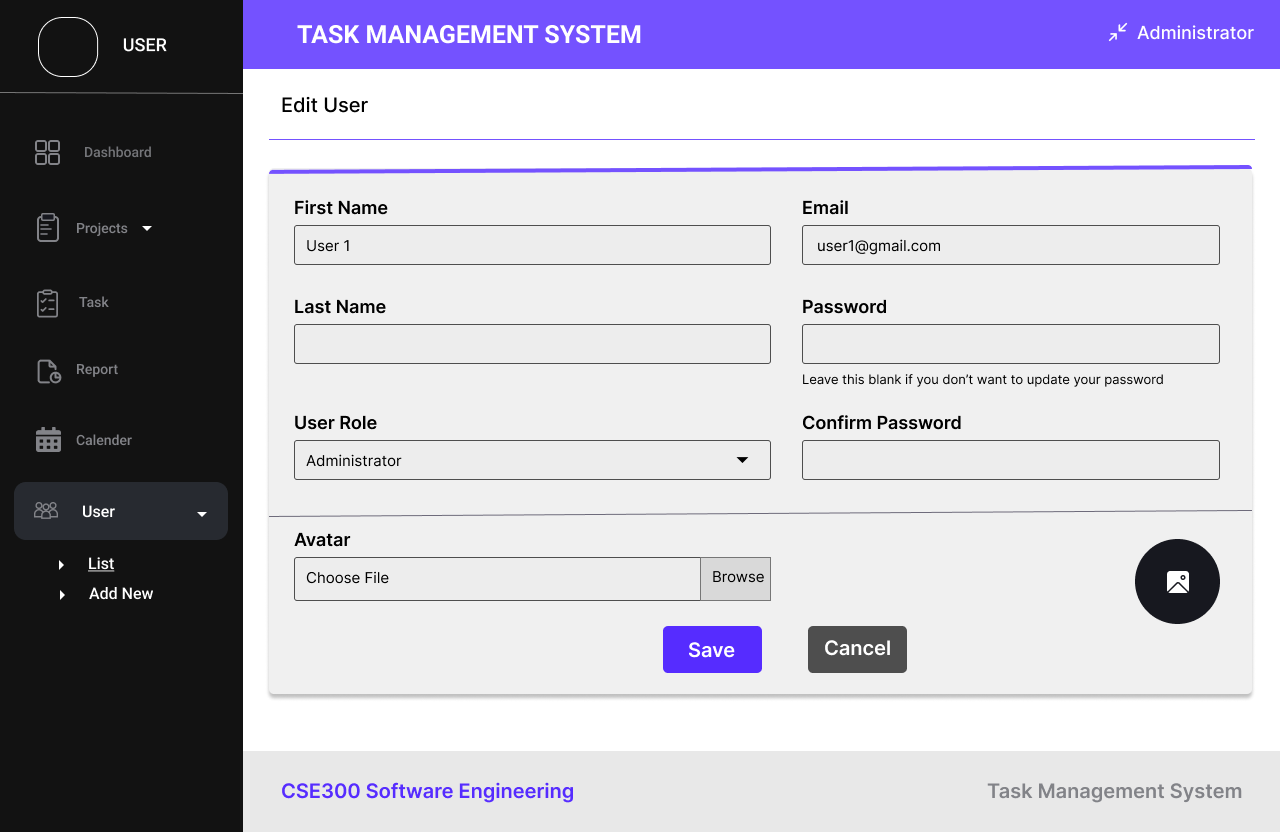 USER
TASK MANAGEMENT SYSTEM
Administrator
Dashboard
Projects
Task
Report
Calender
User
List
Add New
Edit User
First Name
User 1
Email
user1@gmail.com
Last Name
Password
Leave this blank if you don’t want to update your password
User Role
Administrator
Confirm Password
Avatar
Choose File
Browse
Save
Cancel
CSE300 Software Engineering
Task Management System